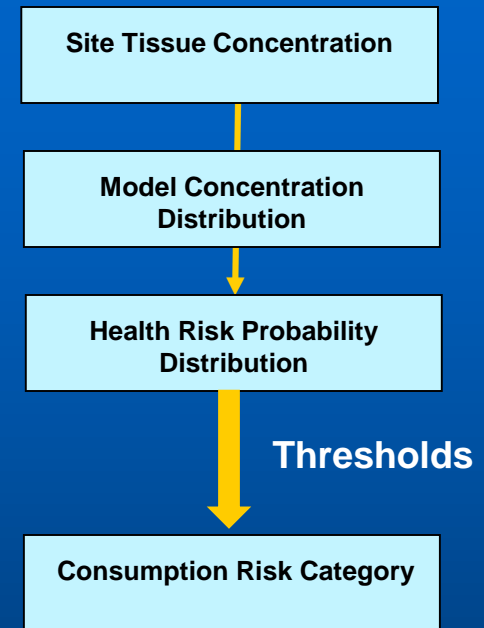 Site Tissue Concentration
Model Concentration
Distribution
Health Risk Probability
Distribution
Thresholds
Consumption Risk Category